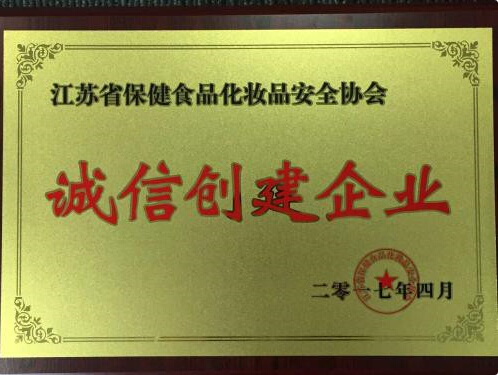 江苏省保健食品化妆品安全协会
诚信创建企业
二零一七年四月